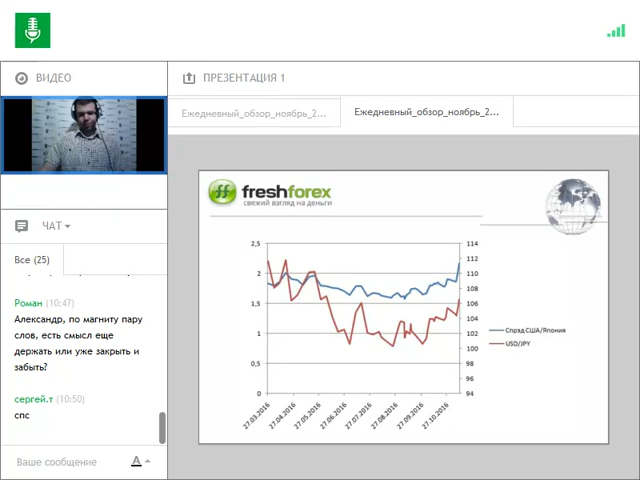 ВИДЕО
ПРЕЗЕНТАЦИЯ 1
Ежедневный_обзор_ноябрь_2...
Ежедневный_обзор_ноябрь_2...
freshforex
свежий взгляд на деньги
2,5
2
1,5
1
0,5
0
114
112
110
108
106
104
102
100
98
96
94
27.03.2016
27.04.2016
27.05.2016
27.06.2016
27.07.2016
27.08.2016
27.09.2016
27.10.2016
Спрэд США/Япония
USD/JPY
ЧАТ
Все (25)
Роман (10:47)
Александр, по магниту пару
слов, есть смысл еще
держать или уже закрыть и
забыть?
сергей.т (10:50)
спс
Ваше сообщение
A